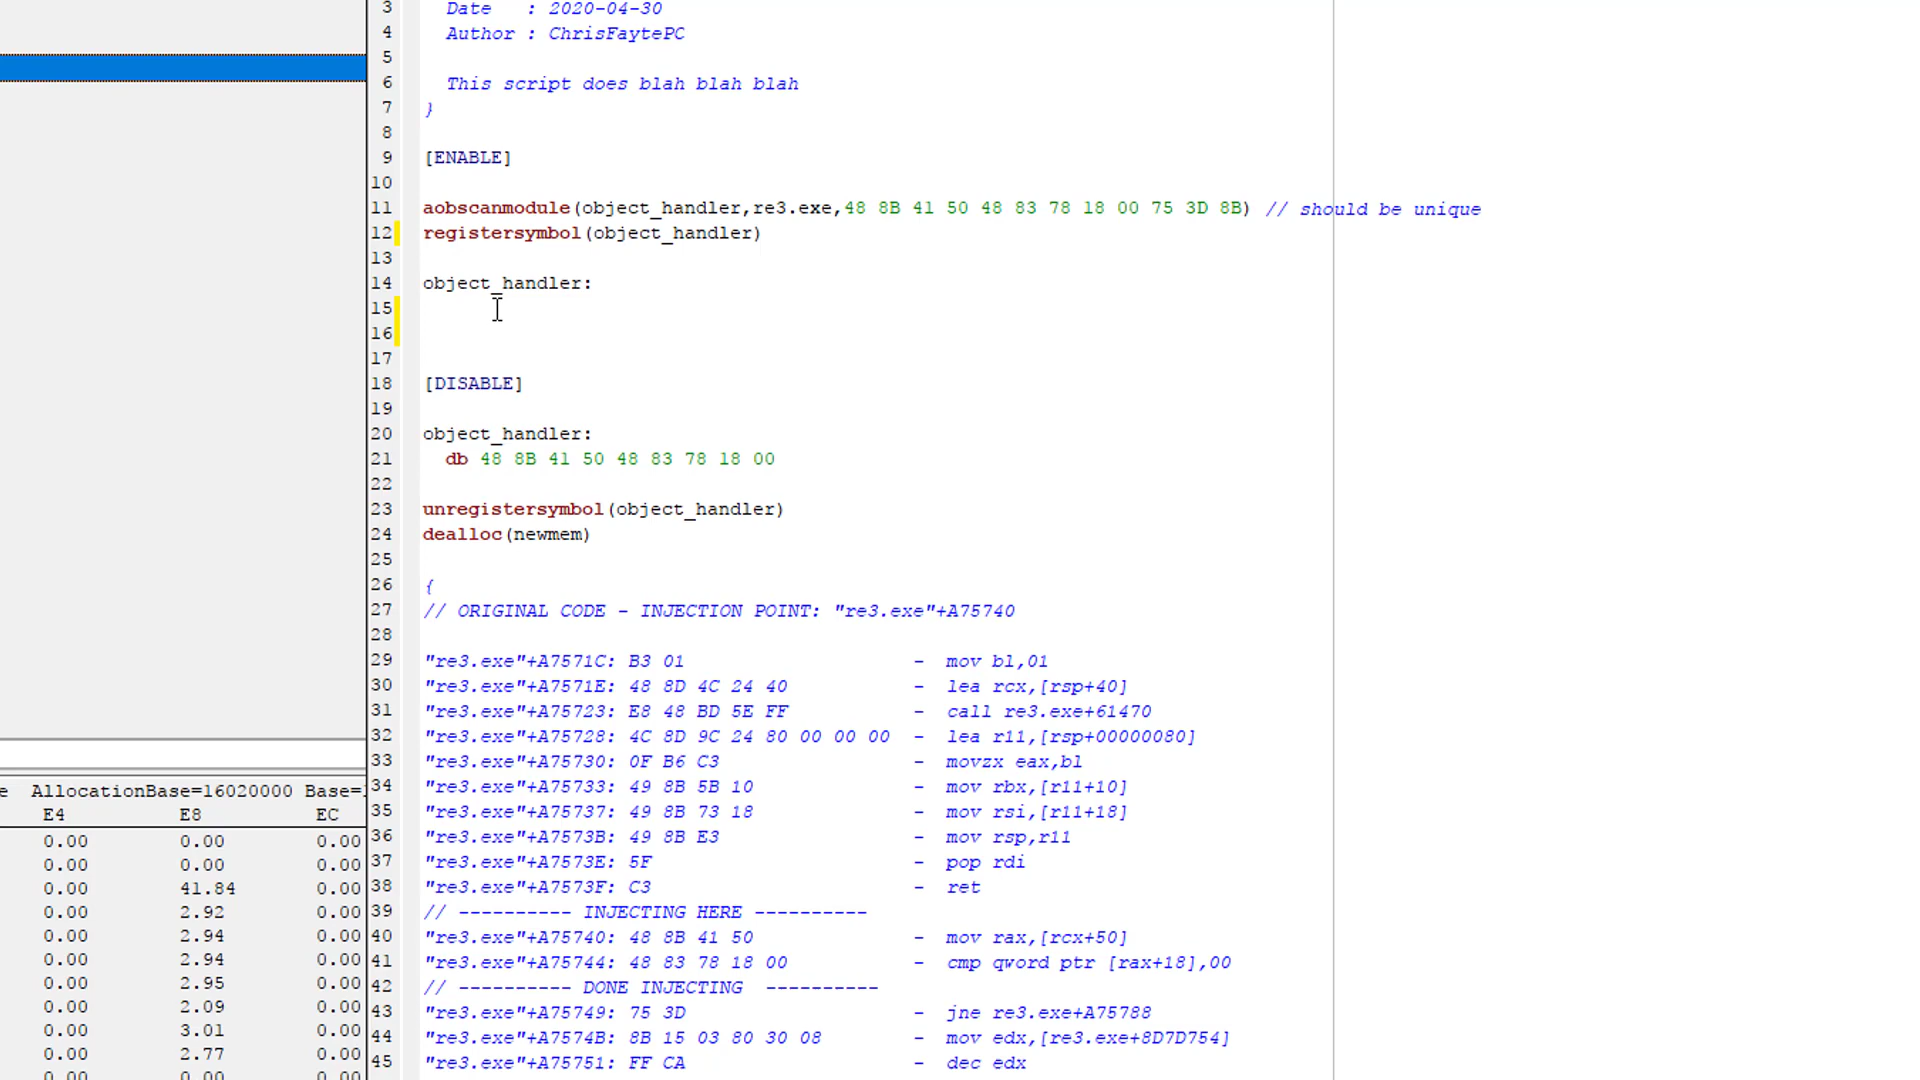 3 Date   : 2020-04-30
4 Author : ChrisFaytePC
5
6 This script does blah blah blah
7 }
8
9 [ENABLE]
10
11 aobscanmodule(object_handler,re3.exe,48 8B 41 50 48 83 78 18 00 75 3D 8B) // should be unique
12 registersymbol(object_handler)
13
14 object_handler:
15
16
17
18 [DISABLE]
19
20 object_handler:
21 db 48 8B 41 50 48 83 78 18 00
22
23 unregistersymbol(object_handler)
24 dealloc(newmem)
25
26 {
27 // ORIGINAL CODE - INJECTION POINT: "re3.exe"+A75740
28
29 "re3.exe"+A7571C: B3 01 - mov bl,01
30 "re3.exe"+A7571E: 48 8D 4C 24 40 - lea rcx,[rsp+40]
31 "re3.exe"+A75723: E8 48 BD 5E FF - call re3.exe+61470
32 "re3.exe"+A75728: 4C 8D 9C 24 80 00 00 00 - lea r11,[rsp+00000080]
33 "re3.exe"+A75730: 0F B6 C3 - movzx eax,bl
34 "re3.exe"+A75733: 49 8B 5B 10 - mov rbx,[r11+10]
35 "re3.exe"+A75737: 49 8B 73 18 - mov rsi,[r11+18]
36 "re3.exe"+A7573B: 49 8B E3 - mov rsp,r11
37 "re3.exe"+A7573E: 5F - pop rdi
38 "re3.exe"+A7573F: C3 - ret
39 // ---------- INJECTING HERE ----------
40 "re3.exe"+A75740: 48 8B 41 50 - mov rax,[rcx+50]
41 "re3.exe"+A75744: 48 83 78 18 00 - cmp qword ptr [rax+18],00
42 // ---------- DONE INJECTING  ----------
43 "re3.exe"+A75749: 75 3D - jne re3.exe+A75788
44 "re3.exe"+A7574B: 8B 15 03 80 30 08 - mov edx,[re3.exe+8D7D754]
45 "re3.exe"+A75751: FF CA - dec edx
AllocationBase=16020000 Base=
E4 E8 EC
0.00 0.00 0.00
0.00 0.00 0.00
0.00 41.84 0.00
0.00 2.92 0.00
0.00 2.94 0.00
0.00 2.94 0.00
0.00 2.95 0.00
0.00 2.09 0.00
0.00 3.01 0.00
0.00 2.77 0.00
0.00 0.00 0.00